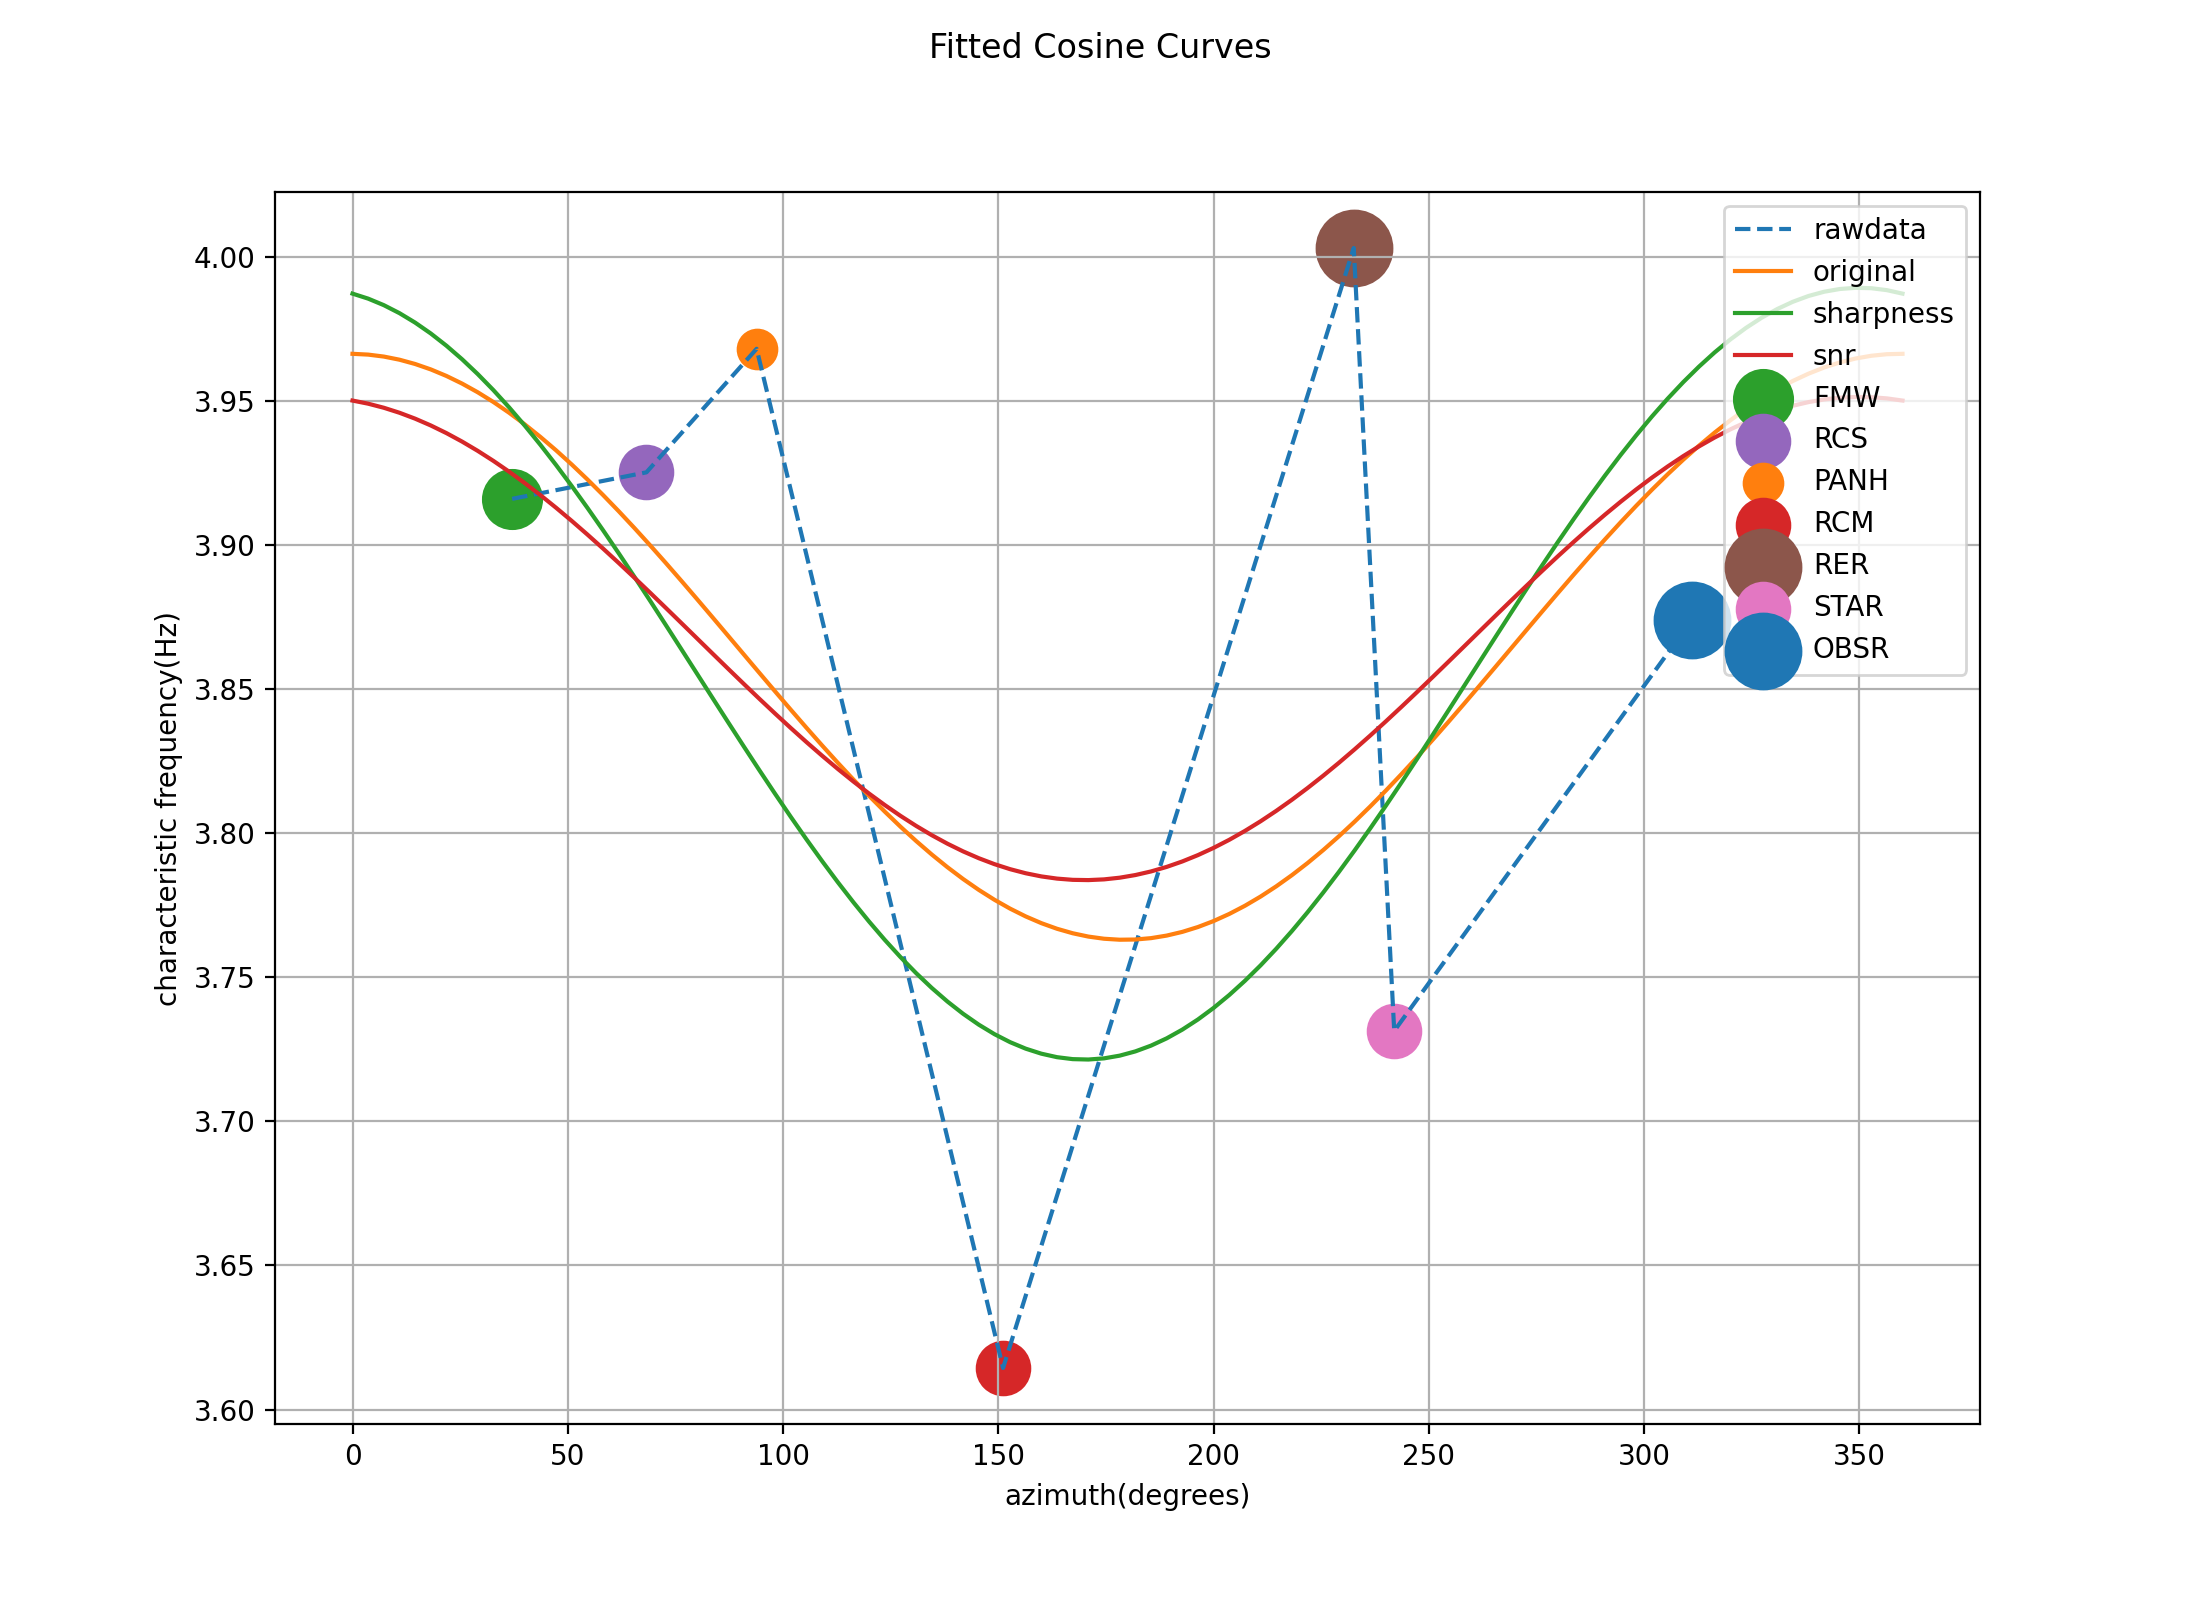 Fitted Cosine Curves
rawdata
original
sharpness
snr
FMW
RCS
PANH
RCM
RER
STAR
OBSR
characteristic frequency(Hz)
4.00
3.95
3.90
3.85
3.80
3.75
3.70
3.65
3.60
0 50 100 150 200 250 300 350
azimuth(degrees)